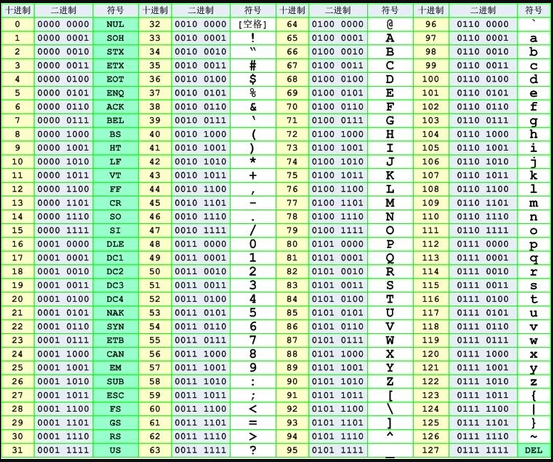 十进制 二进制 符号 十进制 二进制 符号 十进制 二进制 符号 十进制 二进制 符号
0 0000 0000 NUL 32 0010 0000 [空格] 64 0100 0000 @ 96 0110 0000 `
1 0000 0001 SOH 33 0010 0001 ! 65 0100 0001 A 97 0110 0001 a
2 0000 0010 STX 34 0010 0010 " 66 0100 0010 B 98 0110 0010 b
3 0000 0011 ETX 35 0010 0011 # 67 0100 0011 C 99 0110 0011 c
4 0000 0100 EOT 36 0010 0100 $ 68 0100 0100 D 100 0110 0100 d
5 0000 0101 ENQ 37 0010 0101 % 69 0100 0101 E 101 0110 0101 e
6 0000 0110 ACK 38 0010 0110 & 70 0100 0110 F 102 0110 0110 f
7 0000 0111 BEL 39 0010 0111 ` 71 0100 0111 G 103 0110 0111 g
8 0000 1000 BS 40 0010 1000 ( 72 0100 1000 H 104 0110 1000 h
9 0000 1001 HT 41 0010 1001 ) 73 0100 1001 I 105 0110 1001 i
10 0000 1010 LF 42 0010 1010 * 74 0100 1010 J 106 0110 1010 j
11 0000 1011 VT 43 0010 1011 + 75 0100 1011 K 107 0110 1011 k
12 0000 1100 FF 44 0010 1100 , 76 0100 1100 L 108 0110 1100 l
13 0000 1101 CR 45 0010 1101 - 77 0100 1101 M 109 0110 1101 m
14 0000 1110 SO 46 0010 1110 . 78 0100 1110 N 110 0110 1110 n
15 0000 1111 SI 47 0010 1111 / 79 0100 1111 O 111 0110 1111 o
16 0001 0000 DLE 48 0011 0000 0 80 0101 0000 P 112 0111 0000 p
17 0001 0001 DC1 49 0011 0001 1 81 0101 0001 Q 113 0111 0001 q
18 0001 0010 DC2 50 0011 0010 2 82 0101 0010 R 114 0111 0010 r
19 0001 0011 DC3 51 0011 0011 3 83 0101 0011 S 115 0111 0011 s
20 0001 0100 DC4 52 0011 0100 4 84 0101 0100 T 116 0111 0100 t
21 0001 0101 NAK 53 0011 0101 5 85 0101 0101 U 117 0111 0101 u
22 0001 0110 SYN 54 0011 0110 6 86 0101 0110 V 118 0111 0110 v
23 0001 0111 ETB 55 0011 0111 7 87 0101 0111 W 119 0111 0111 w
24 0001 1000 CAN 56 0011 1000 8 88 0101 1000 X 120 0111 1000 x
25 0001 1001 EM 57 0011 1001 9 89 0101 1001 Y 121 0111 1001 y
26 0001 1010 SUB 58 0011 1010 : 90 0101 1010 Z 122 0111 1010 z
27 0001 1011 ESC 59 0011 1011 ; 91 0101 1011 [ 123 0111 1011 {
28 0001 1100 FS 60 0011 1100 < 92 0101 1100 \ 124 0111 1100 |
29 0001 1101 GS 61 0011 1101 = 93 0101 1101 ] 125 0111 1101 }
30 0001 1110 RS 62 0011 1110 > 94 0101 1110 ^ 126 0111 1110 ~
31 0001 1111 US 63 0011 1111 ? 95 0101 1111 _ 127 0111 1111 DEL